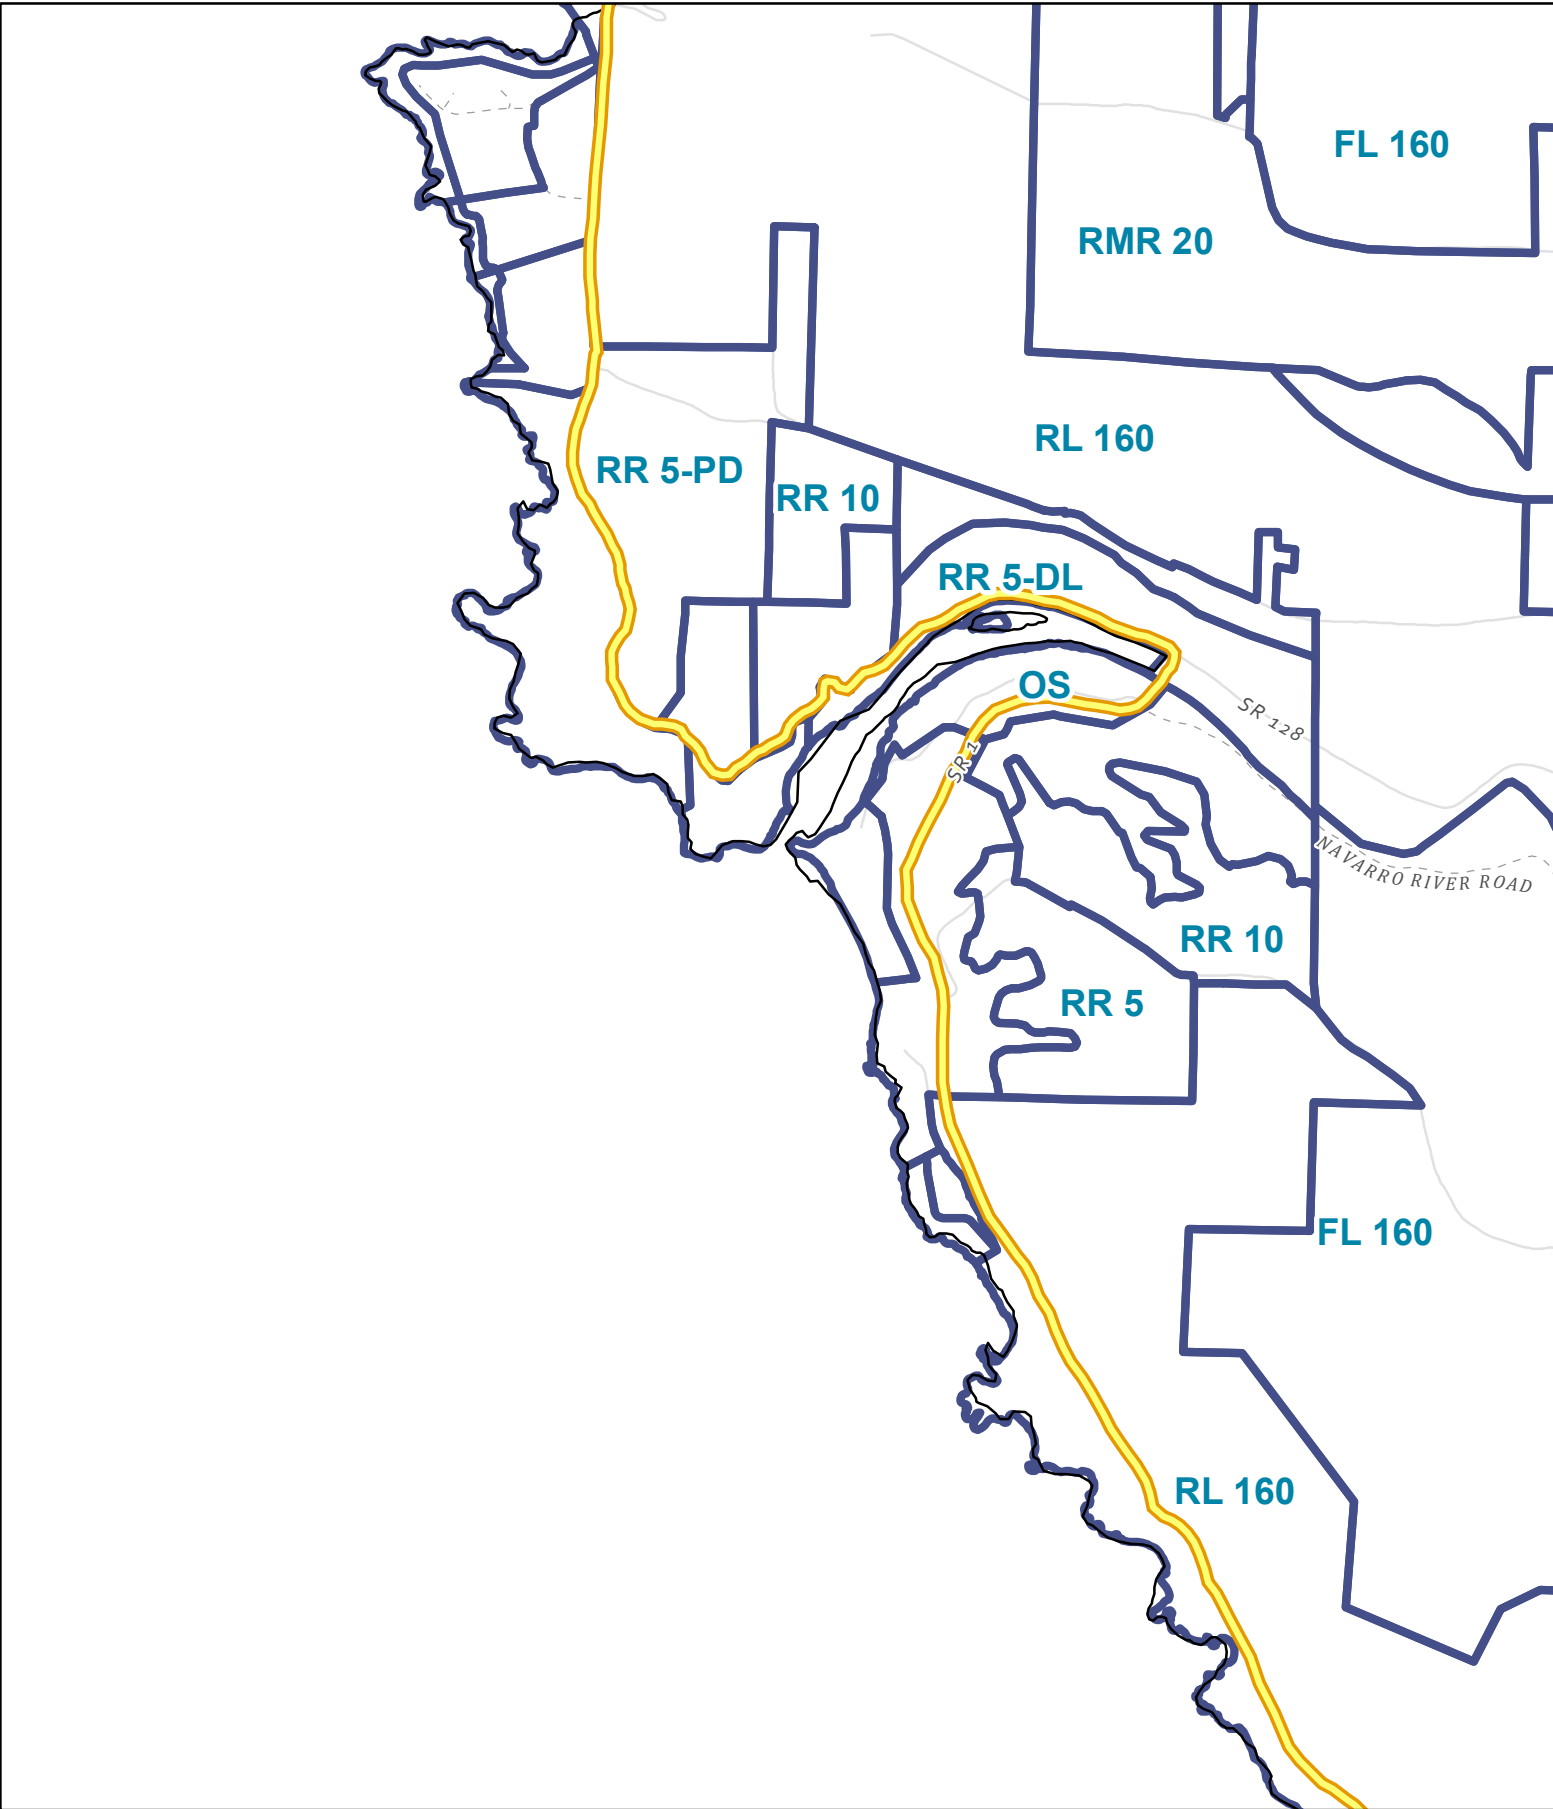 FL 160
RMR 20
RL 160
RR 5-PD
RR 10
RR 5-DL
OS
SR 128
SR 1
NAVARRO RIVER ROAD
RR 10
RR 5
FL 160
RL 160